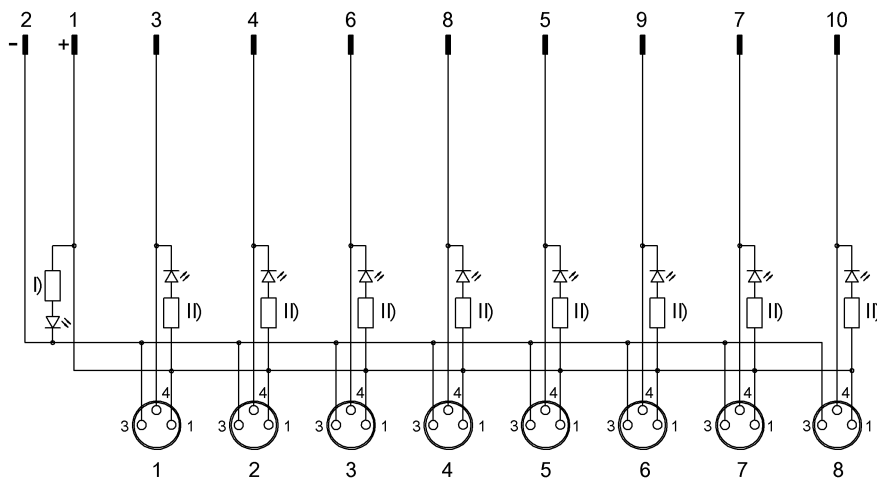 2 1 3 4 6 8 5 9 7 10
- +
I) II) II) II) II) II) II) II) II)
4 4 4 4 4 4 4 4
3 1 3 1 3 1 3 1 3 1 3 1 3 1 3 1
1 2 3 4 5 6 7 8